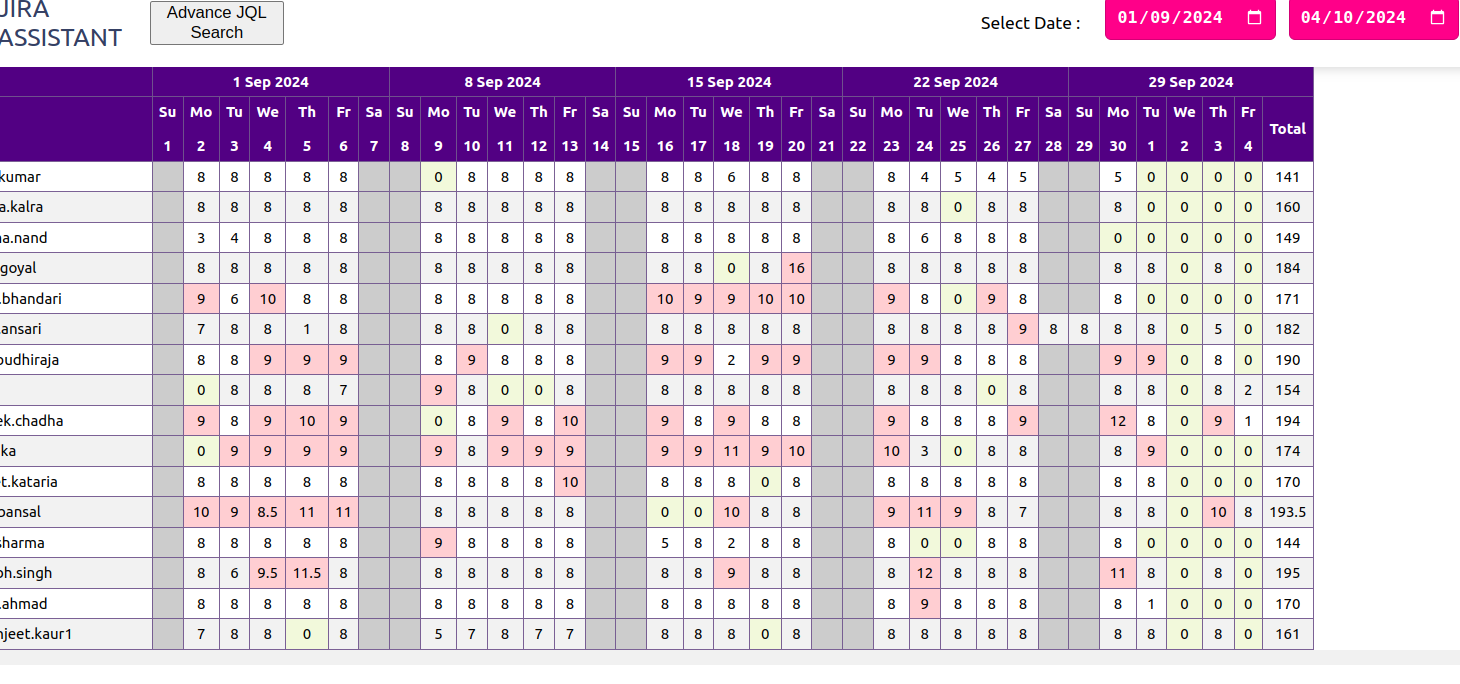 JIRA
ASSISTANT
Advance JQL
Search
Select Date :
01/09/2024
04/10/2024
1 Sep 2024 8 Sep 2024 15 Sep 2024 22 Sep 2024 29 Sep 2024
Su Mo Tu We Th Fr Sa Su Mo Tu We Th Fr Sa Su Mo Tu We Th Fr Sa Su Mo Tu We Th Fr Sa Su Mo Tu We Th Fr Total
1 2 3 4 5 6 7 8 9 10 11 12 13 14 15 16 17 18 19 20 21 22 23 24 25 26 27 28 29 30 1 2 3 4
kumar 8 8 8 8 8 0 8 8 8 8 8 8 6 8 8 8 4 5 4 5 5 0 0 0 0 141
a.kalra 8 8 8 8 8 8 8 8 8 8 8 8 8 8 8 8 8 0 8 8 8 0 0 0 0 160
na.nand 3 4 8 8 8 8 8 8 8 8 8 8 8 8 8 8 6 8 8 8 0 0 0 0 0 149
goyal 8 8 8 8 8 8 8 8 8 8 8 8 0 8 16 8 8 8 8 8 8 8 0 8 0 184
.bhandari 9 6 10 8 8 8 8 8 8 8 10 9 9 10 10 9 8 0 9 8 8 0 0 0 0 171
.ansari 7 8 8 1 8 8 8 0 8 8 8 8 8 8 8 8 8 8 8 9 8 8 8 8 0 5 0 182
budhiraja 8 8 9 9 9 8 9 8 8 8 9 9 2 9 9 9 9 8 8 8 9 9 0 8 0 190
0 8 8 8 7 9 8 0 0 8 8 8 8 8 8 8 8 8 0 8 8 8 0 8 2 154
ek.chadha 9 8 9 10 9 0 8 9 8 10 9 8 9 8 8 9 8 8 8 9 12 8 0 9 1 194
ka 0 9 9 9 9 9 8 9 9 9 9 9 11 9 10 10 3 0 8 8 8 9 0 0 0 174
t.kataria 8 8 8 8 8 8 8 8 8 10 8 8 8 0 8 8 8 8 8 8 8 8 0 0 0 170
bansal 10 9 8.5 11 11 8 8 8 8 8 0 0 10 8 8 9 11 9 8 7 8 8 0 10 8 193.5
sharma 8 8 8 8 8 9 8 8 8 8 5 8 2 8 8 8 0 0 8 8 8 0 0 0 0 144
bh.singh 8 6 9.5 11.5 8 8 8 8 8 8 8 8 9 8 8 8 12 8 8 8 11 8 0 8 0 195
.ahmad 8 8 8 8 8 8 8 8 8 8 8 8 8 8 8 8 9 8 8 8 8 1 0 0 0 170
njeet.kaur1 7 8 8 0 8 5 7 8 7 7 8 8 8 0 8 8 8 8 8 8 8 8 0 8 0 161